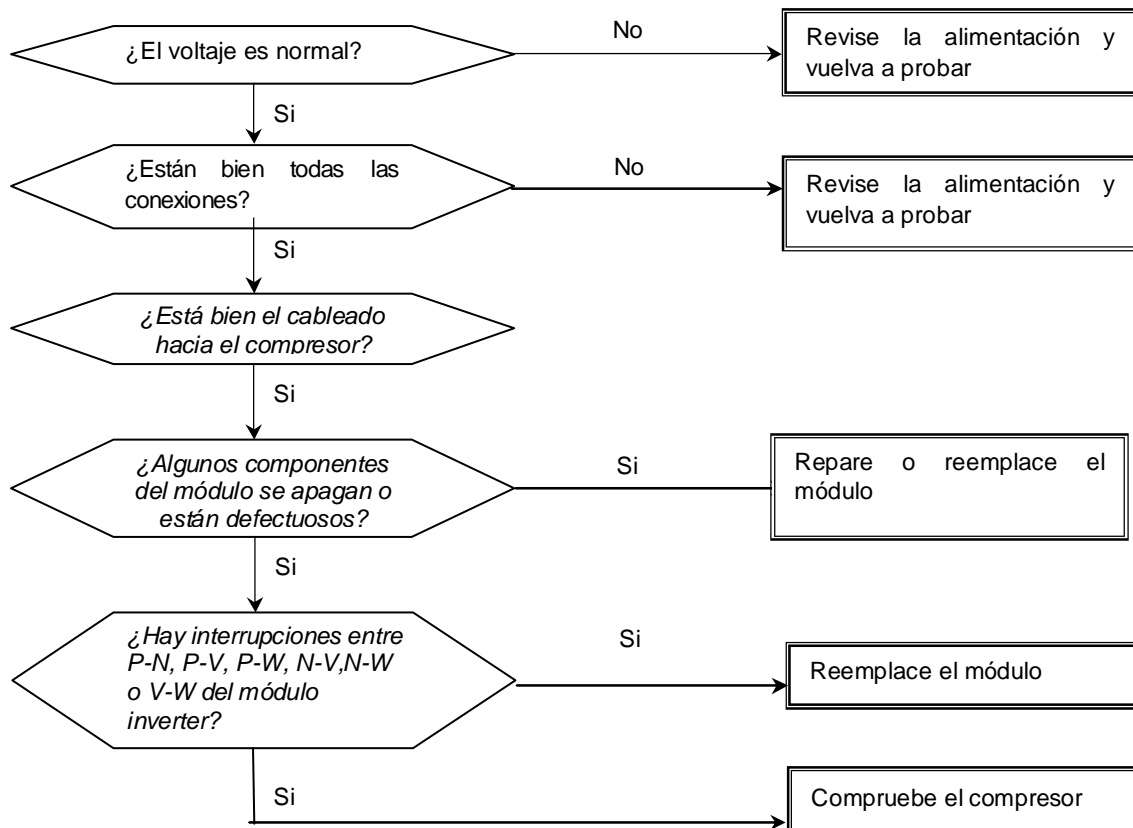 ¿El voltaje es normal?
No
Revise la alimentación y
vuelva a probar
Si
¿Están bien todas las
conexiones?
No
Revise la alimentación y
vuelva a probar
Si
¿Está bien el cableado
hacia el compresor?
Si
¿Algunos componentes
del módulo se apagan o
están defectuosos?
Si
Repare o reemplace el
módulo
Si
¿Hay interrupciones entre
P-N, P-V, P-W, N-V,N-W
o V-W del módulo
inverter?
Si
Reemplace el módulo
Si
Compruebe el compresor